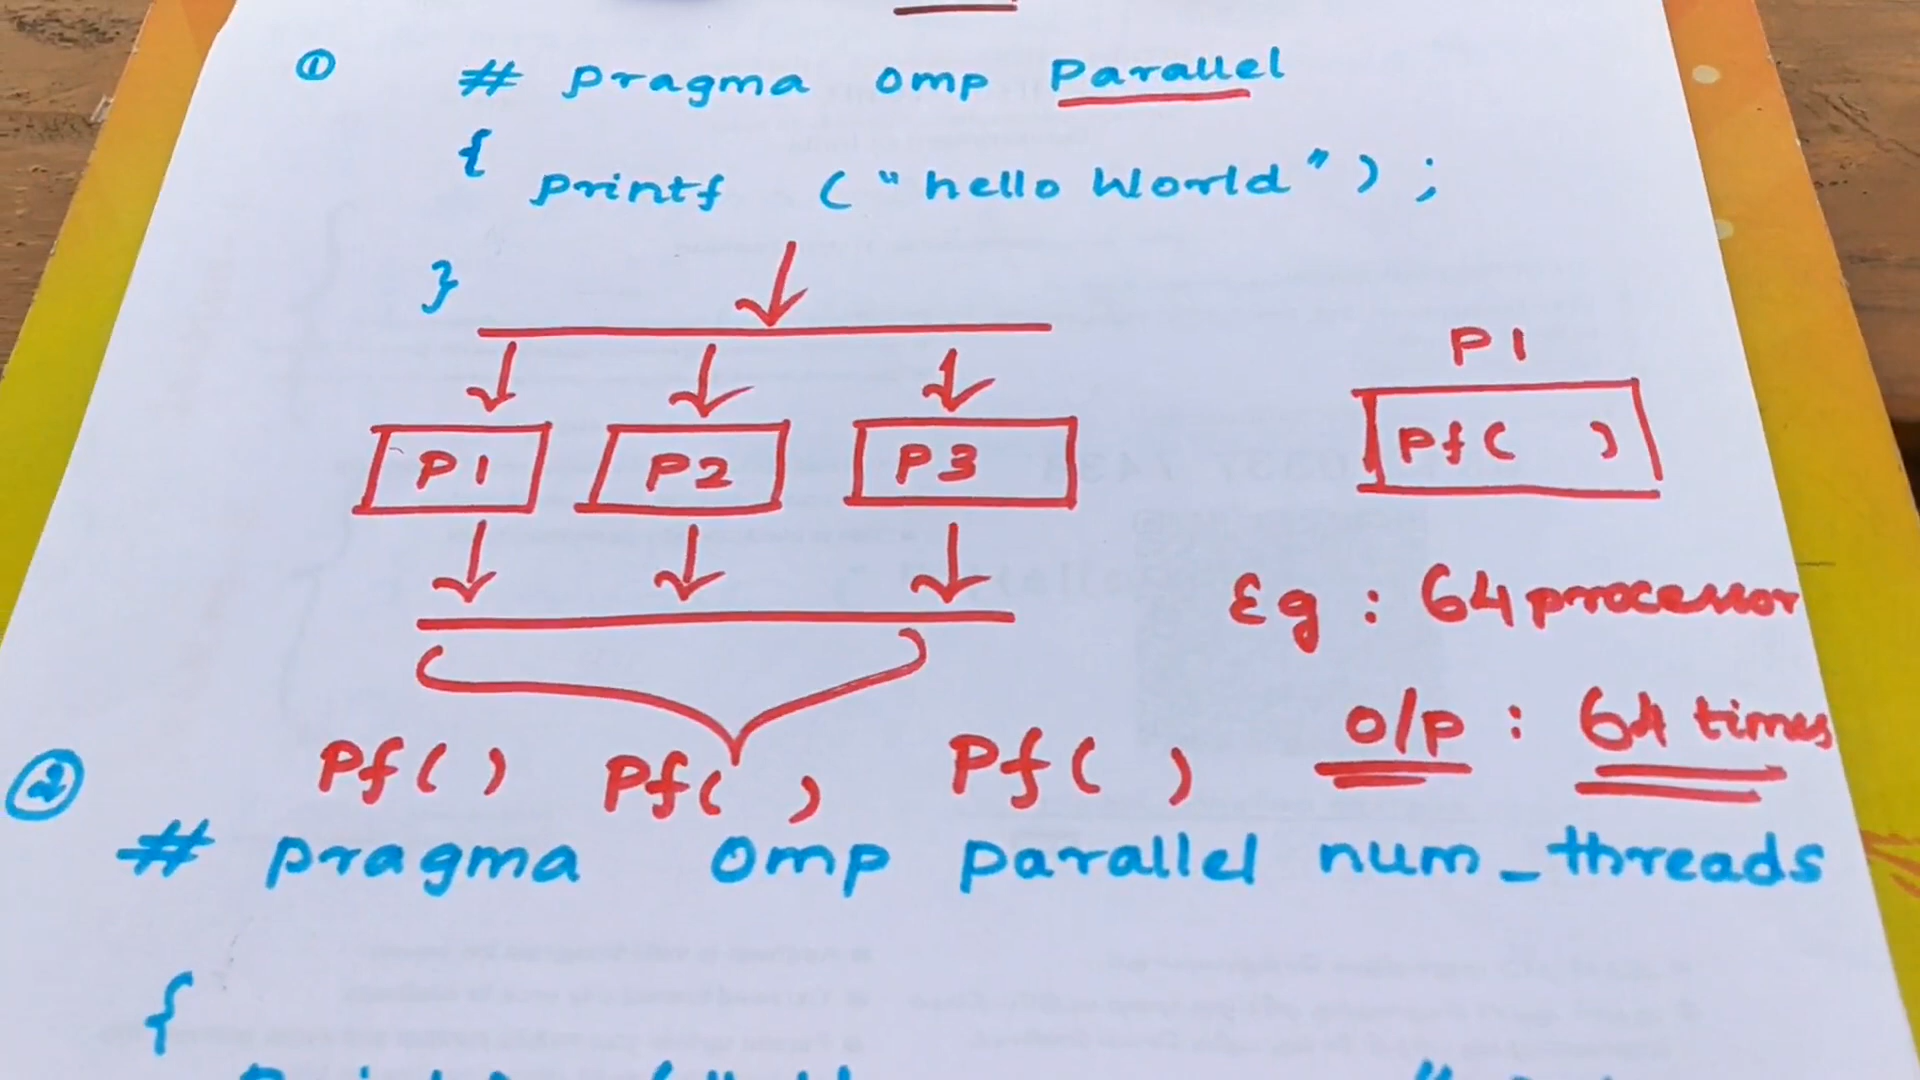 ① # pragma omp Parallel
{
printf ("hello World");
}
P1
P1 P2 P3
Pf( )
Eg : 64 processor
O/P : 64 times
Pf( ) Pf( ) Pf( )
②
# pragma omp parallel num_threads
{